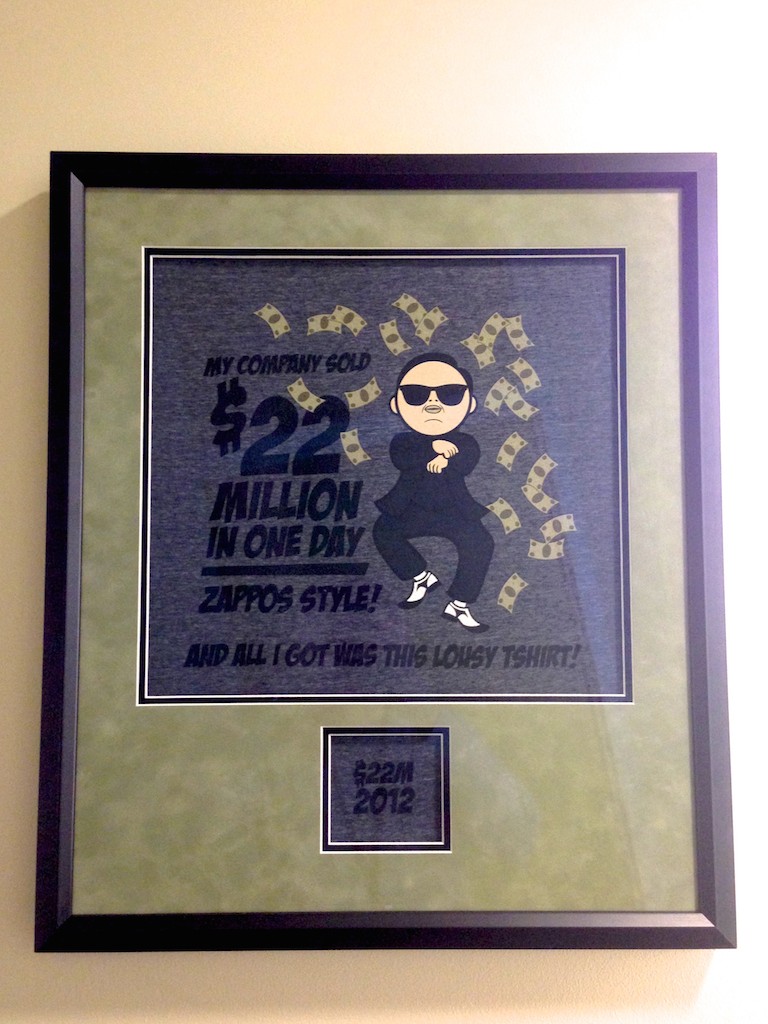 MY COMPANY SOLD
$22
MILLION
IN ONE DAY
ZAPPOS STYLE!
AND ALL I GOT WAS THIS LOUSY TSHIRT!
$22M
2012